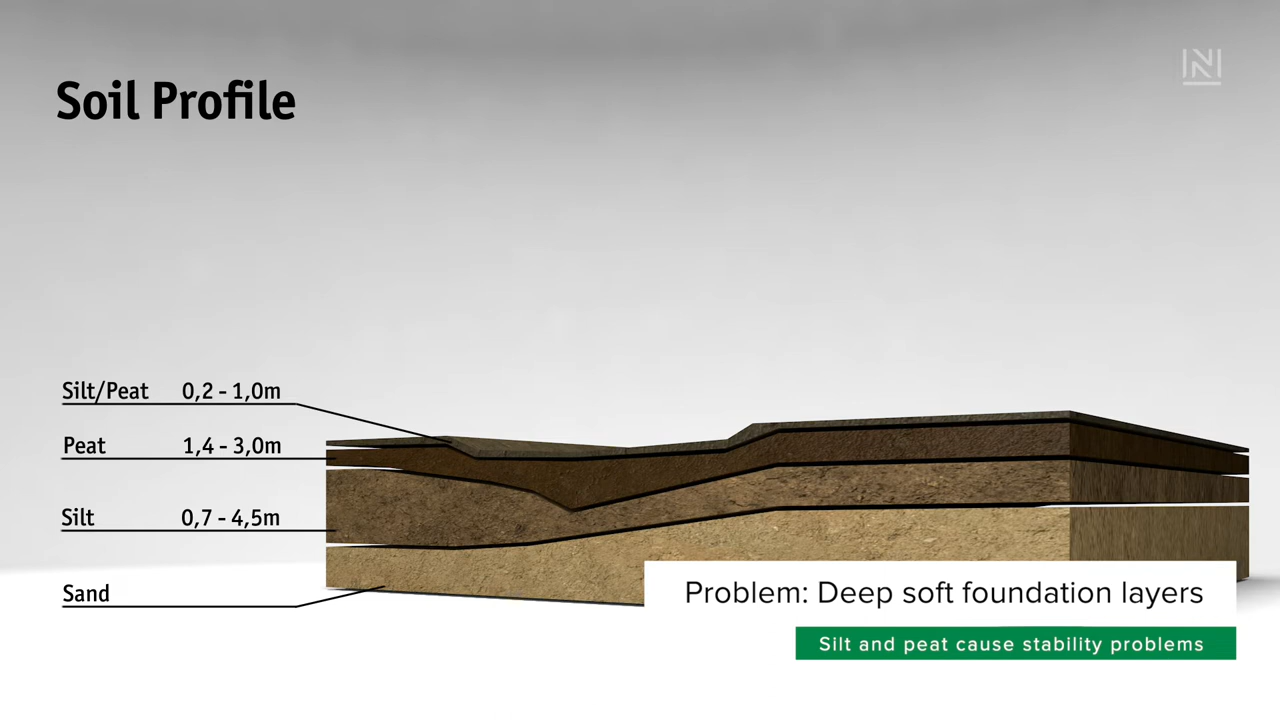 Soil Profile
Silt/Peat 0,2 - 1,0m
Peat 1,4 - 3,0m
Silt 0,7 - 4,5m
Sand
Problem: Deep soft foundation layers
Silt and peat cause stability problems